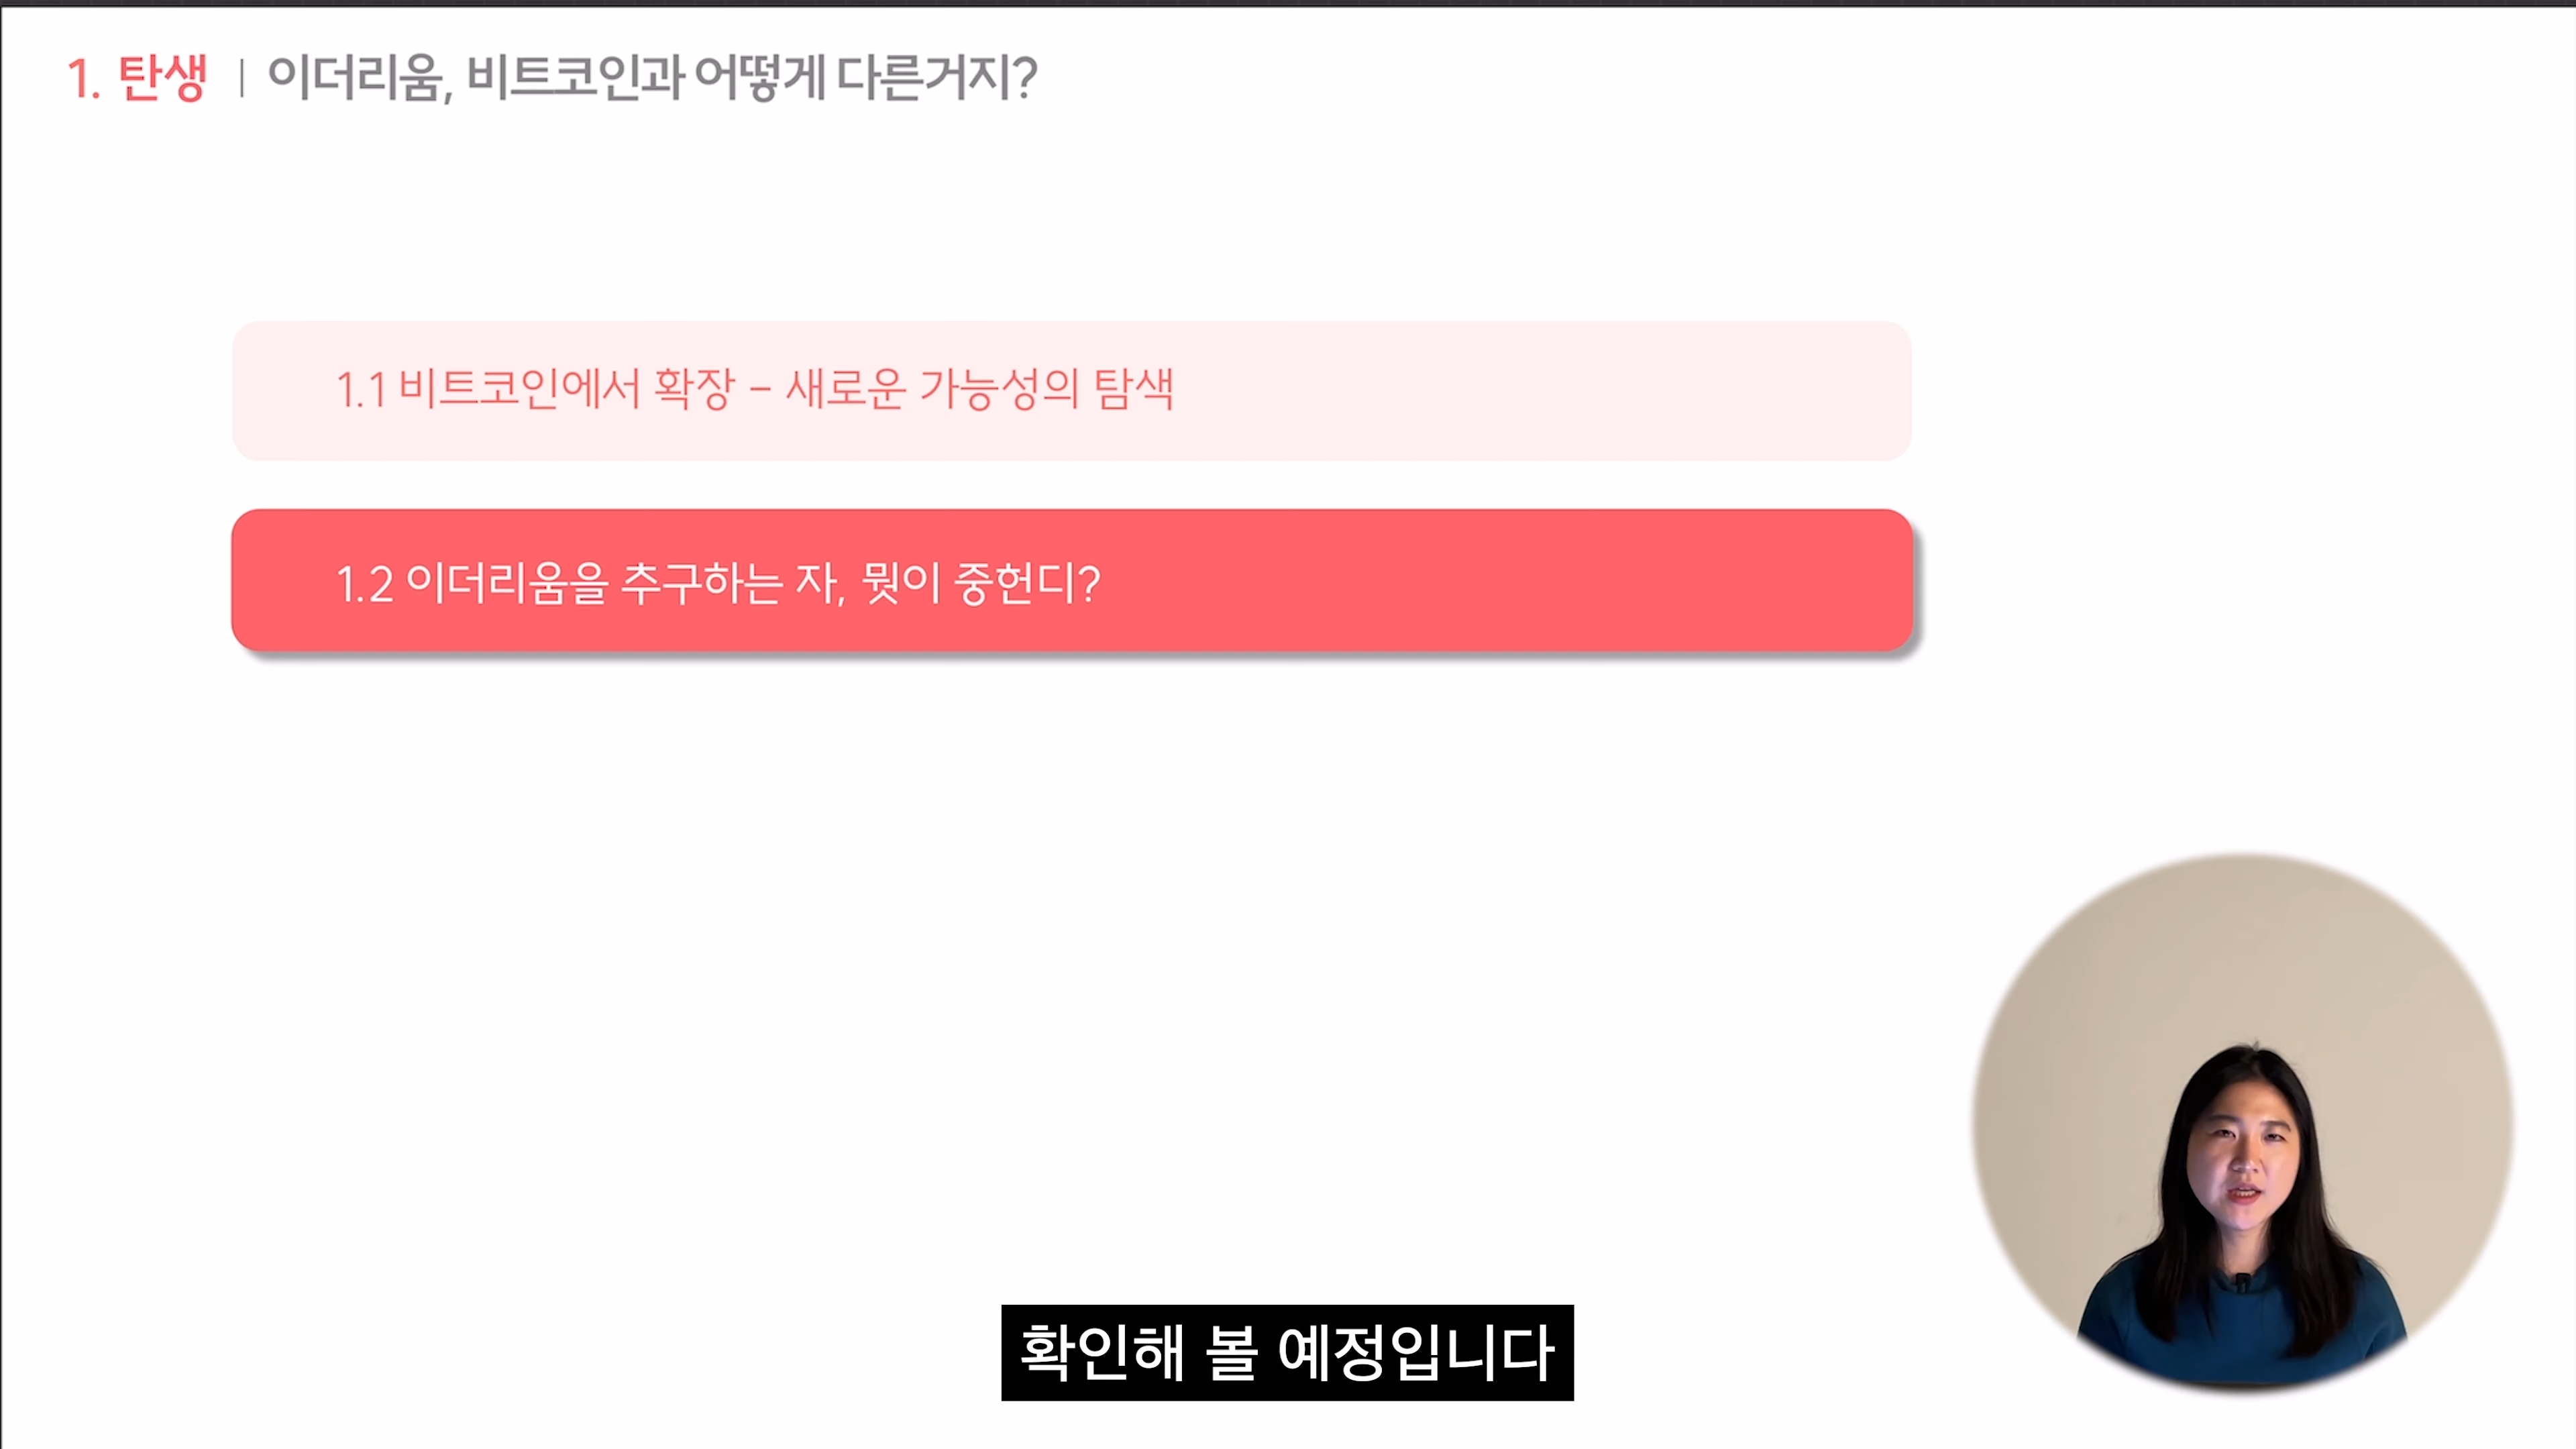 1. 탄생 | 이더리움, 비트코인과 어떻게 다른거지?
1.1 비트코인에서 확장 – 새로운 가능성의 탐색
1.2 이더리움을 추구하는 자, 뭣이 중헌디?
확인해 볼 예정입니다